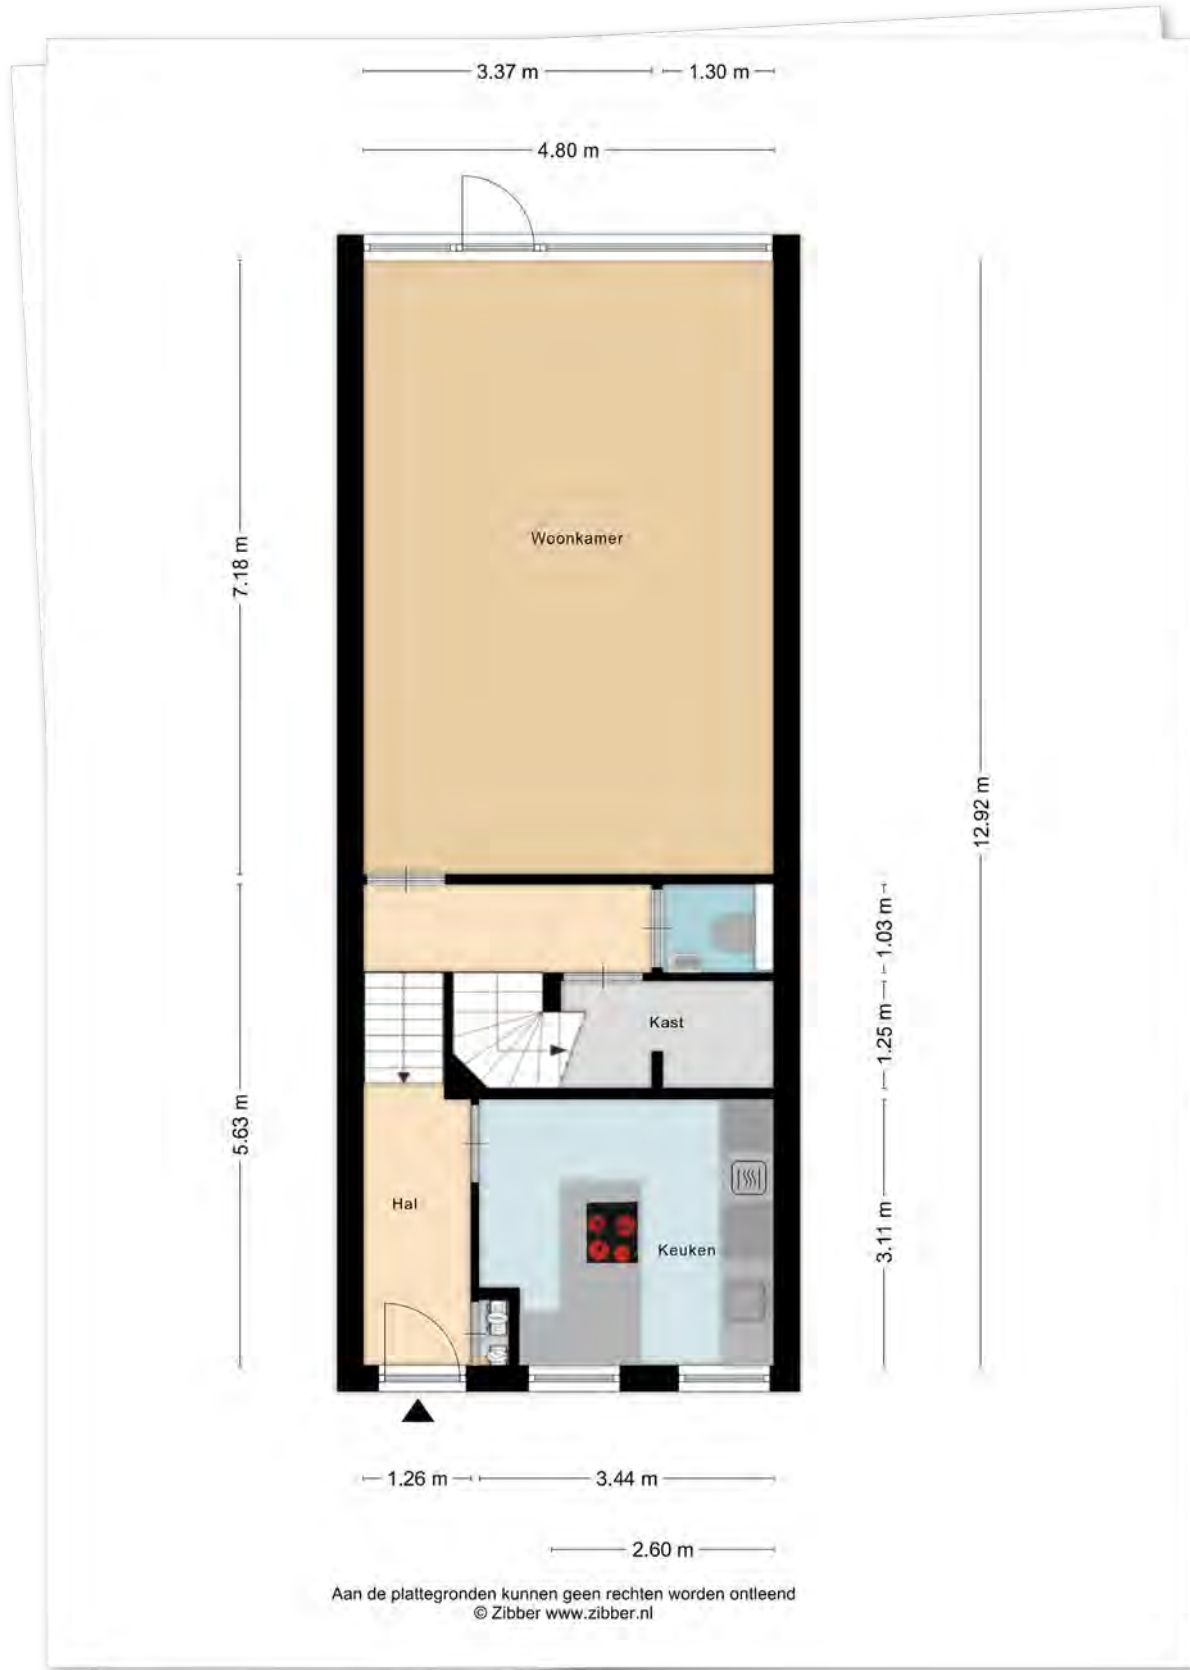 3.37 m 1.30 m
4.80 m
Woonkamer
7.18 m
12.92 m
1.03 m
Kast
1.25 m
5.63 m
Hal
Keuken
3.11 m
1.26 m 3.44 m
2.60 m
Aan de plattegronden kunnen geen rechten worden ontleend
© Zibber www.zibber.nl